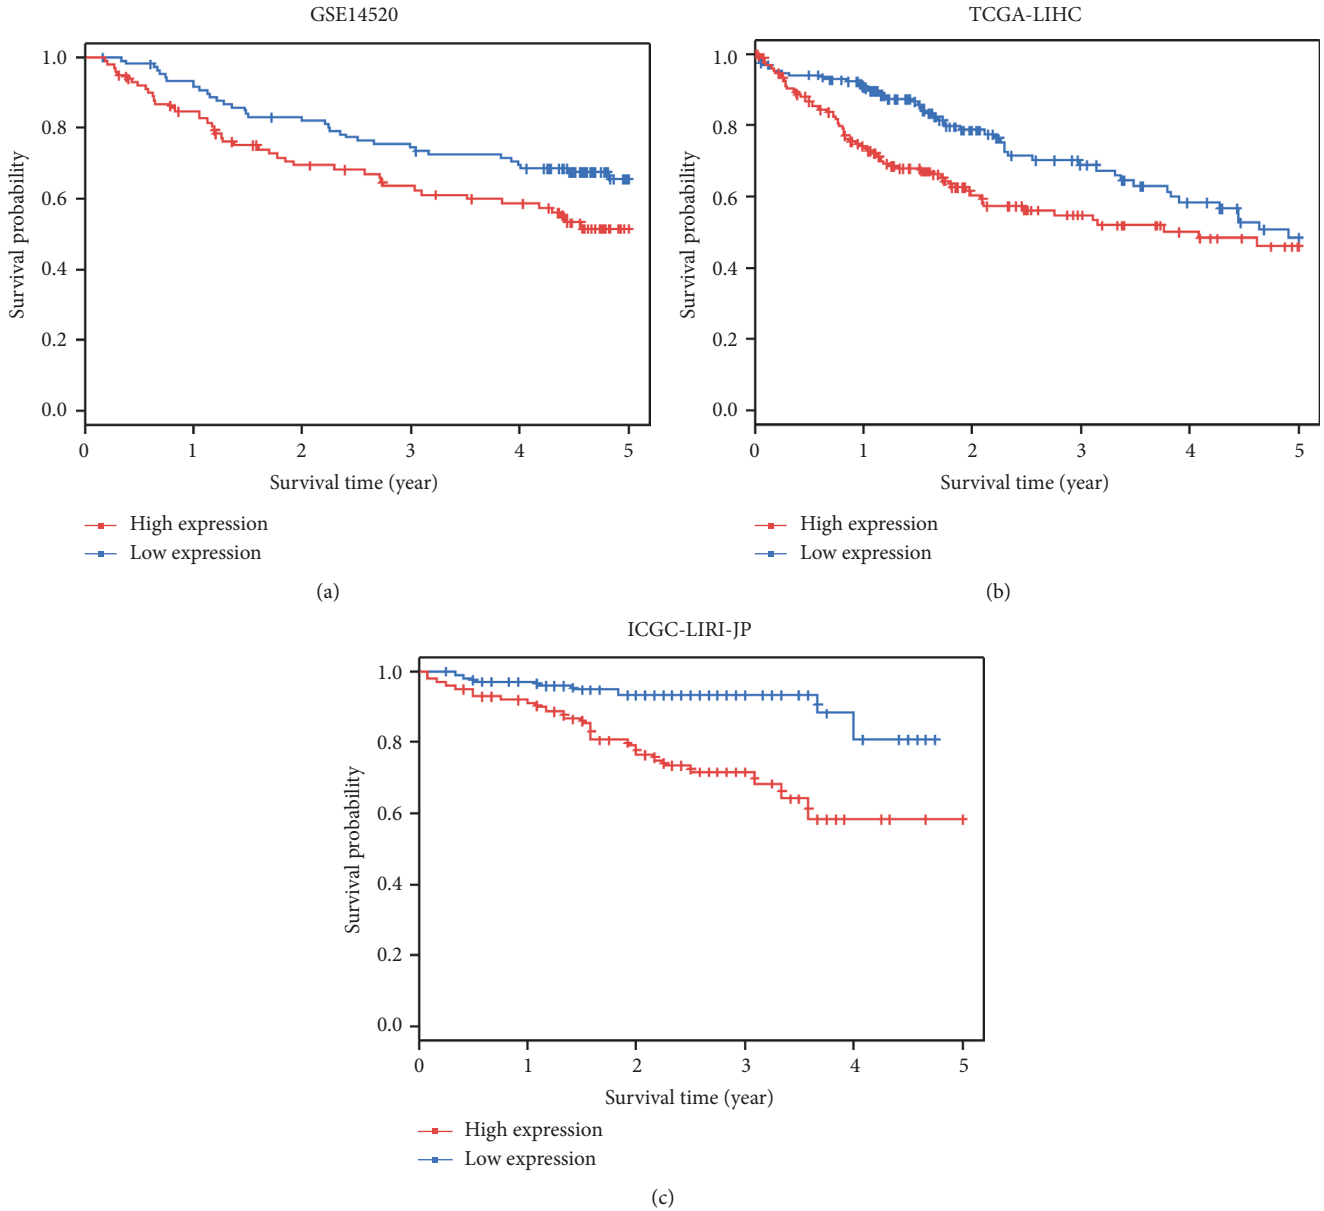 GSE14520
1.0
0.8
0.6
0.4
0.2
0.0
Survival probability
0 1 2 3 4 5
Survival time (year)
High expression
Low expression
(a)
TCGA-LIHC
1.0
0.8
0.6
0.4
0.2
0.0
Survival probability
0 1 2 3 4 5
Survival time (year)
High expression
Low expression
(b)
ICGC-LIRI-JP
1.0
0.8
0.6
0.4
0.2
0.0
Survival probability
0 1 2 3 4 5
Survival time (year)
High expression
Low expression
(c)